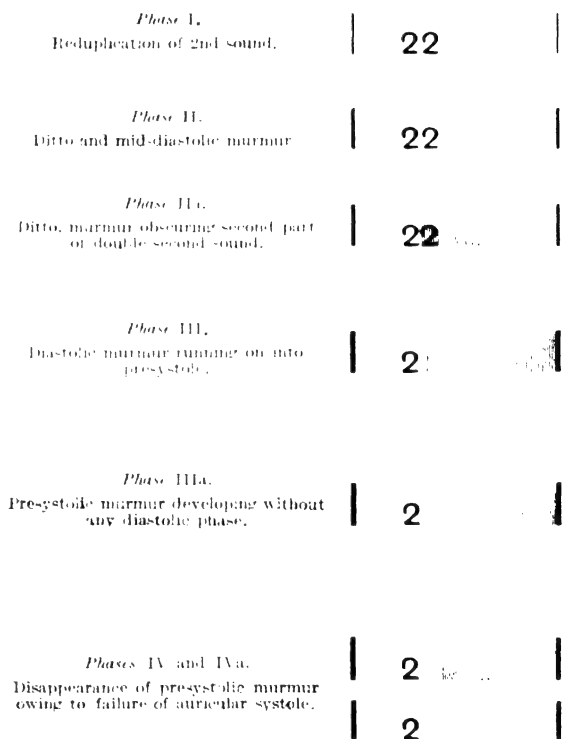 Phase I.
Reduplication of 2nd sound.
22
Phase II.
Ditto and mid-diastolic murmur
22
Phase IIa.
Ditto, murmur obscuring second part
of double second sound.
22
Phase III.
Diastolic murmur running on into
presystole.
2
Phase IIIa.
Presystolic murmur developing without
any diastolic phase.
2
Phases IV and IVa.
Disappearance of presystolic murmur
owing to failure of auricular systole.
2
2